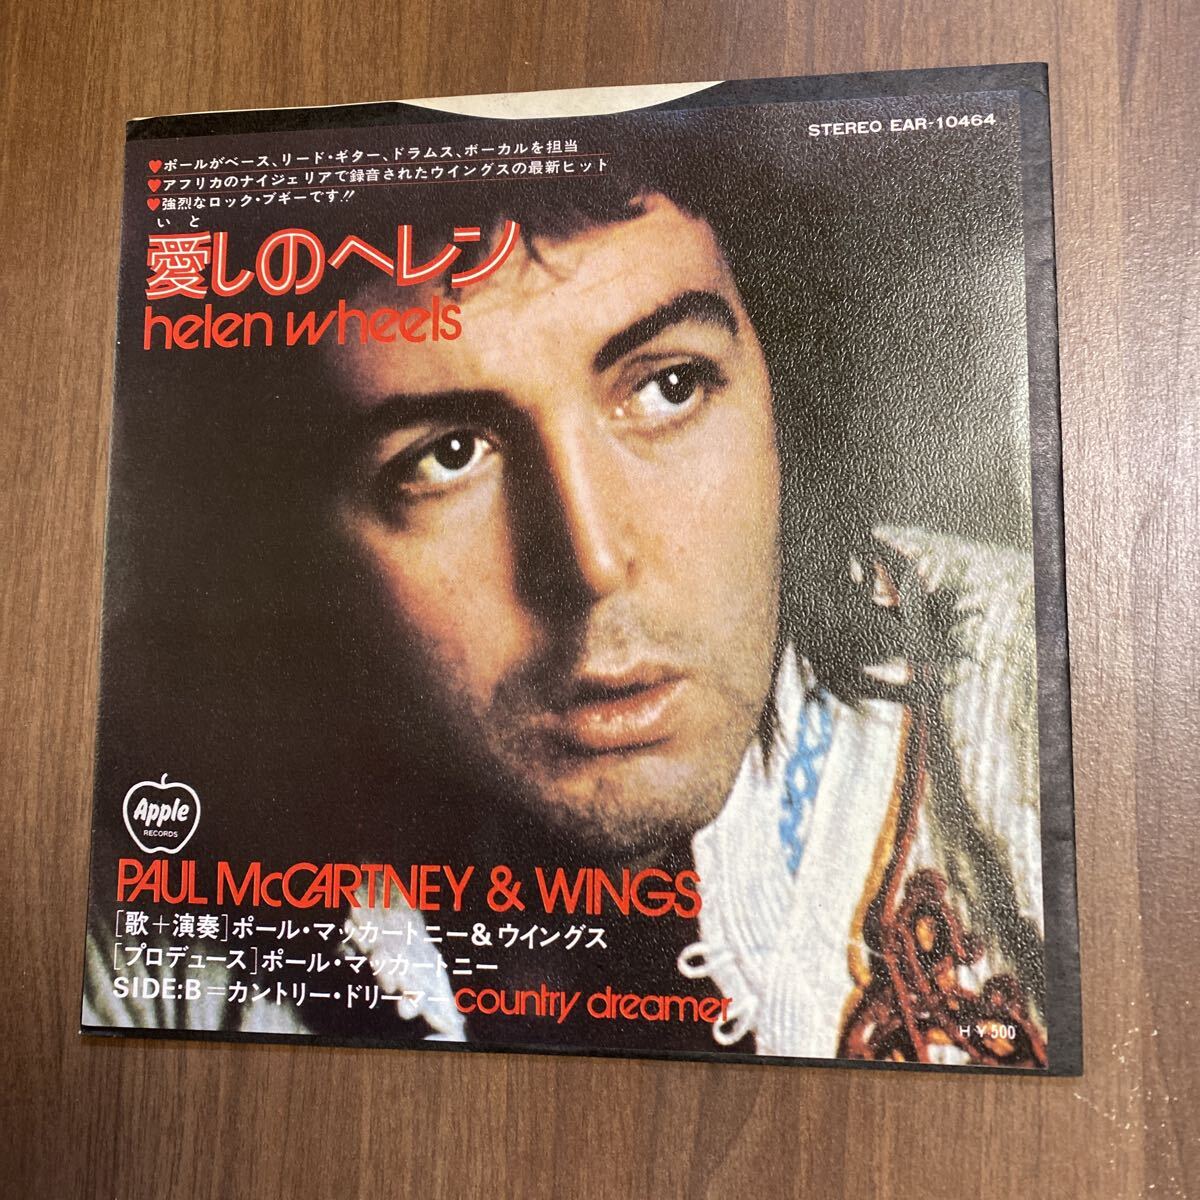 STEREO EAR-10464
♥ポールがベース、リード・ギター、ドラムス、ボーカルを担当
♥アフリカのナイジェリアで録音されたウイングスの最新ヒット
♥強烈なロック・ブギーです!!
いと
愛しのヘレン
helen wheels
Apple
RECORDS
PAUL McCARTNEY & WINGS
[歌+演奏]ポール・マッカートニー&ウイングス
[プロデュース]ポール・マッカートニー
SIDE:B=カントリー・ドリーマー country dreamer
H ¥500